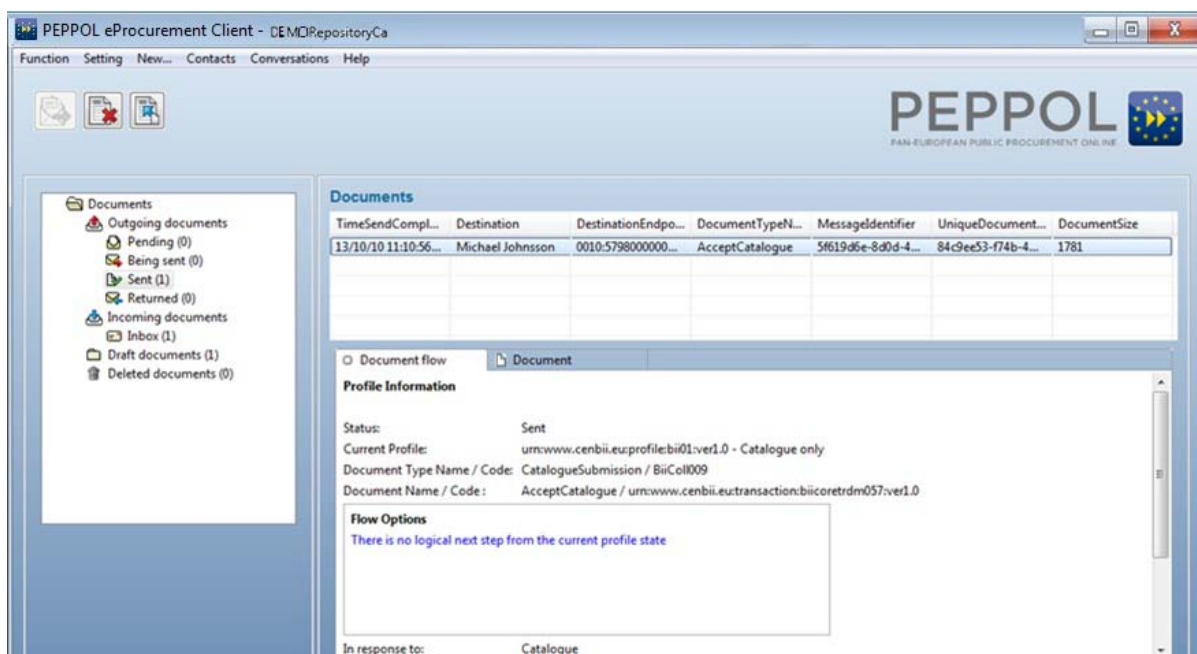 PEPPOL eProcurement Client - DEMORepositoryCa
Function Setting New... Contacts Conversations Help
PEPPOL
PAN-EUROPEAN PUBLIC PROCUREMENT ONLINE
Documents
Outgoing documents
Pending (0)
Being sent (0)
Sent (1)
Returned (0)
Incoming documents
Inbox (1)
Draft documents (1)
Deleted documents (0)
Documents
TimeSendCompl... Destination DestinationEndpo... DocumentTypeN... MessageIdentifier UniqueDocument... DocumentSize
13/10/10 11:10:56... Michael Johnsson 0010:5798000000... AcceptCatalogue 5f619d6e-8d0d-4... 84c9ee53-f74b-4... 1781
Document flow Document
Profile Information
Status: Sent
Current Profile: urn:www.cenbii.eu:profile:bii01:ver1.0 - Catalogue only
Document Type Name / Code: CatalogueSubmission / BiiColl009
Document Name / Code : AcceptCatalogue / urn:www.cenbii.eu:transaction:biicoretrdm057:ver1.0
Flow Options
There is no logical next step from the current profile state
In response to: Catalogue